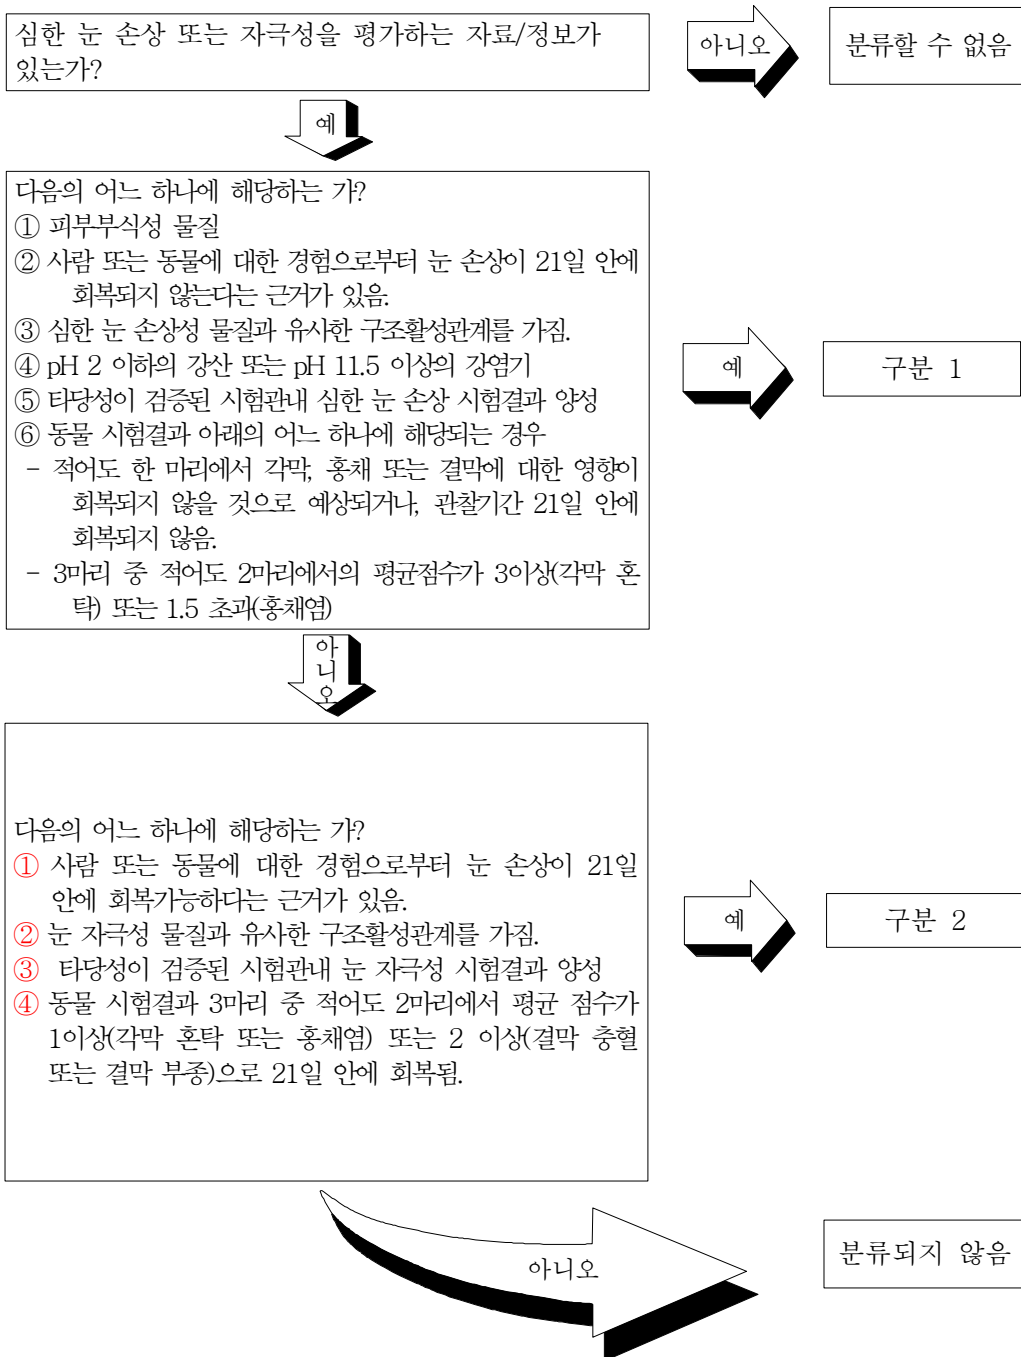 심한 눈 손상 또는 자극성을 평가하는 자료/정보가
있는가?
아니오
분류할 수 없음
예
다음의 어느 하나에 해당하는 가?
① 피부부식성 물질
② 사람 또는 동물에 대한 경험으로부터 눈 손상이 21일 안에
회복되지 않는다는 근거가 있음.
③ 심한 눈 손상성 물질과 유사한 구조활성관계를 가짐.
④ pH 2 이하의 강산 또는 pH 11.5 이상의 강염기
⑤ 타당성이 검증된 시험관내 심한 눈 손상 시험결과 양성
⑥ 동물 시험결과 아래의 어느 하나에 해당되는 경우
- 적어도 한 마리에서 각막, 홍채 또는 결막에 대한 영향이
회복되지 않을 것으로 예상되거나, 관찰기간 21일 안에
회복되지 않음.
- 3마리 중 적어도 2마리에서의 평균점수가 3이상(각막 혼
탁) 또는 1.5 초과(홍채염)
예
구분 1
아
니
오
다음의 어느 하나에 해당하는 가?
① 사람 또는 동물에 대한 경험으로부터 눈 손상이 21일
안에 회복가능하다는 근거가 있음.
② 눈 자극성 물질과 유사한 구조활성관계를 가짐.
③ 타당성이 검증된 시험관내 눈 자극성 시험결과 양성
④ 동물 시험결과 3마리 중 적어도 2마리에서 평균 점수가
1이상(각막 혼탁 또는 홍채염) 또는 2 이상(결막 충혈
또는 결막 부종)으로 21일 안에 회복됨.
예
구분 2
아니오
분류되지 않음